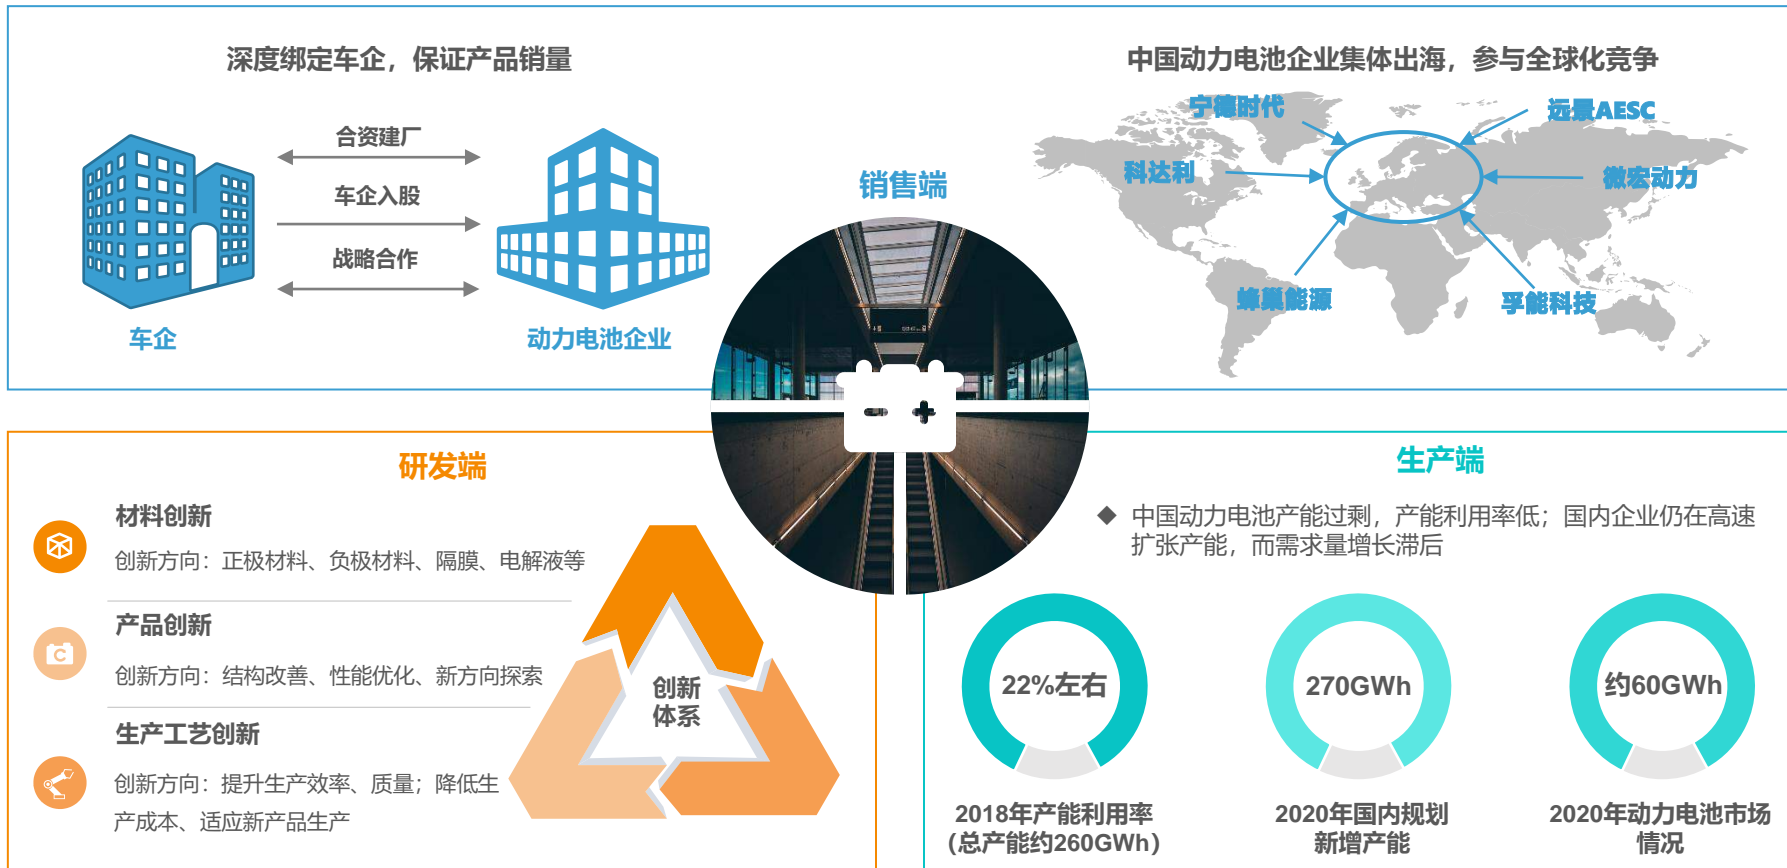 深度绑定车企，保证产品销量
合资建厂
车企入股
战略合作
车企
动力电池企业
销售端
中国动力电池企业集体出海，参与全球化竞争
宁德时代
远景AESC
科达利
微宏动力
蜂巢能源
孚能科技
研发端
材料创新
创新方向：正极材料、负极材料、隔膜、电解液等
产品创新
C
创新方向：结构改善、性能优化、新方向探索
生产工艺创新
创新方向：提升生产效率、质量；降低生
产成本、适应新产品生产
创新
体系
生产端
◆ 中国动力电池产能过剩，产能利用率低；国内企业仍在高速
扩张产能，而需求量增长滞后
22%左右
2018年产能利用率
（总产能约260GWh）
270GWh
2020年国内规划
新增产能
约60GWh
2020年动力电池市场
情况